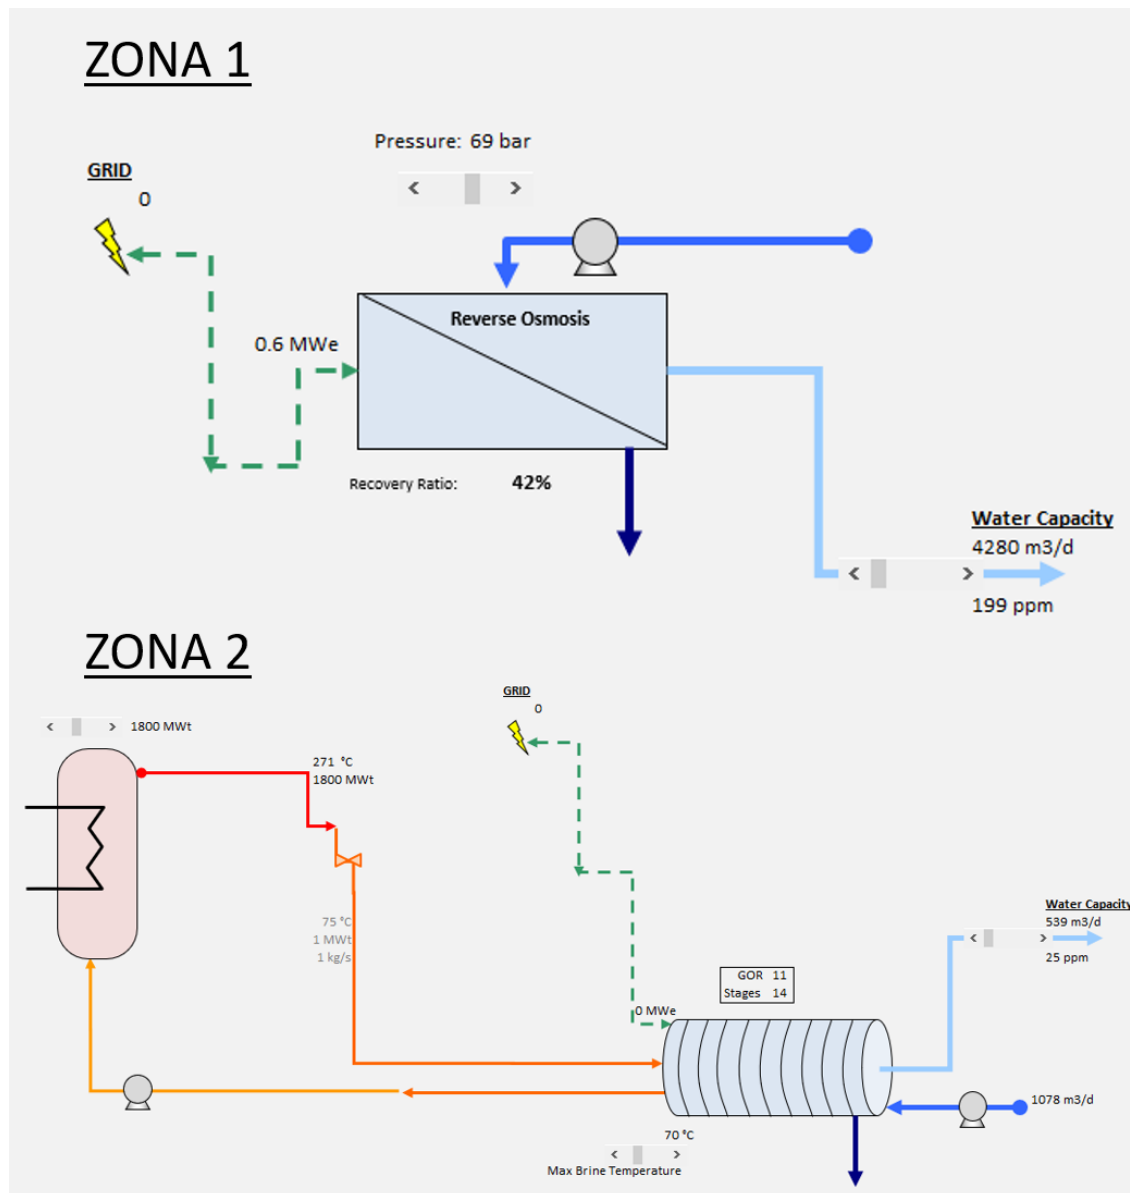 ZONA 1
Pressure: 69 bar
GRID
0
0.6 MWe
Reverse Osmosis
Recovery Ratio: 42%
Water Capacity
4280 m3/d
199 ppm
ZONA 2
1800 MWt
GRID
0
271 °C
1800 MWt
75 °C
1 MWt
1 kg/s
Water Capacity
539 m3/d
25 ppm
GOR 11
Stages 14
0 MWe
1078 m3/d
70 °C
Max Brine Temperature